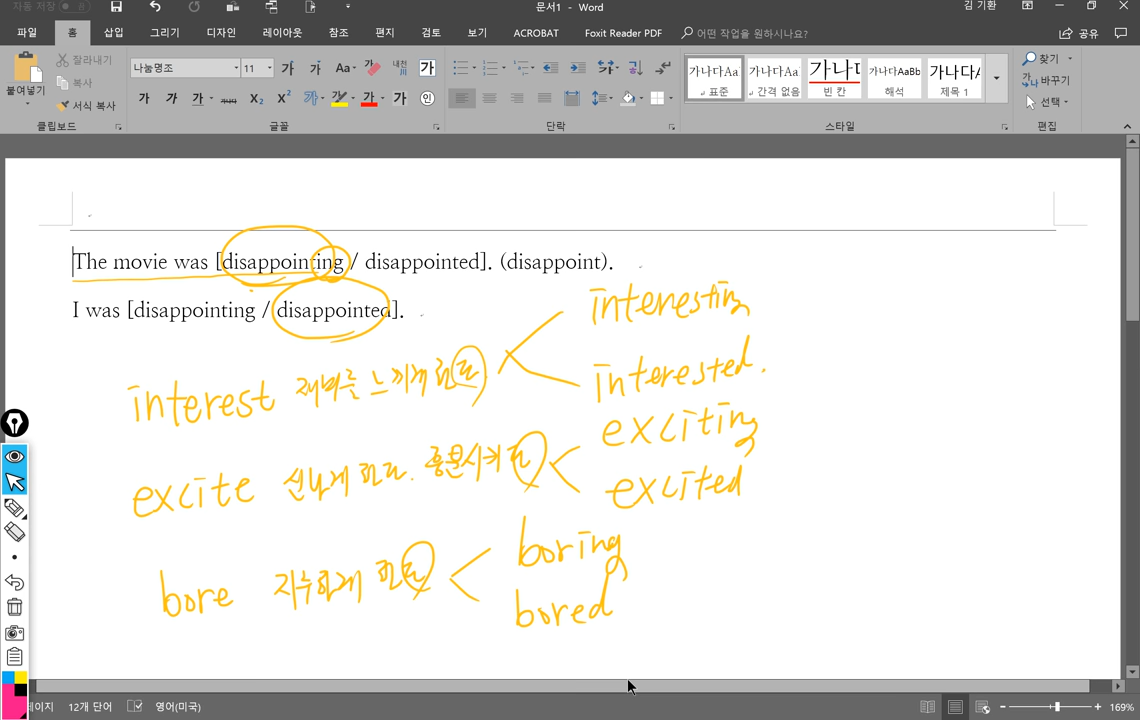 자동 저장
문서1 - Word
김 기환
파일 홈 삽입 그리기 디자인 레이아웃 참조 편지 검토 보기 ACROBAT Foxit Reader PDF 어떤 작업을 원하시나요? 공유
붙여넣기 잘라내기 복사 서식 복사
나눔명조 11
가나다Aa 가나다Aa 가나다 가나다AaBb 가나다A
표준 간격 없음 빈 칸 해석 제목 1
찾기 바꾸기 선택
클립보드 글꼴 단락 스타일 편집
The movie was [disappointing / disappointed]. (disappoint).
I was [disappointing / disappointed].
interesting
interest 재미를 느끼게 한다
interested.
exciting
excite 신나게 하다. 흥분시키다
excited
boring
bore 지루하게 한다
bored
페이지 12개 단어 영어(미국) 169%